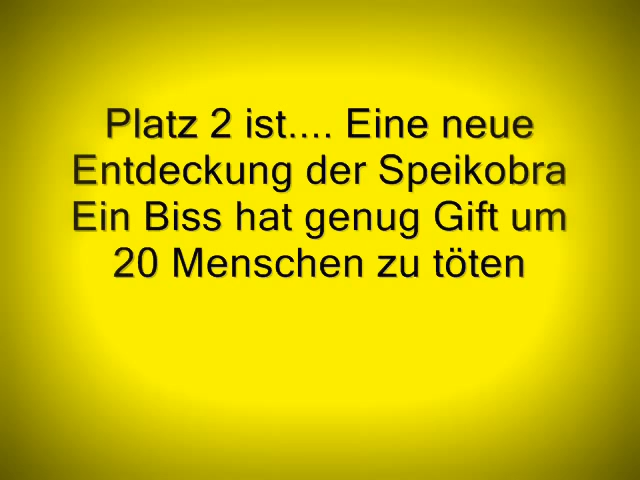 Platz 2 ist.... Eine neue
Entdeckung der Speikobra
Ein Biss hat genug Gift um
20 Menschen zu töten